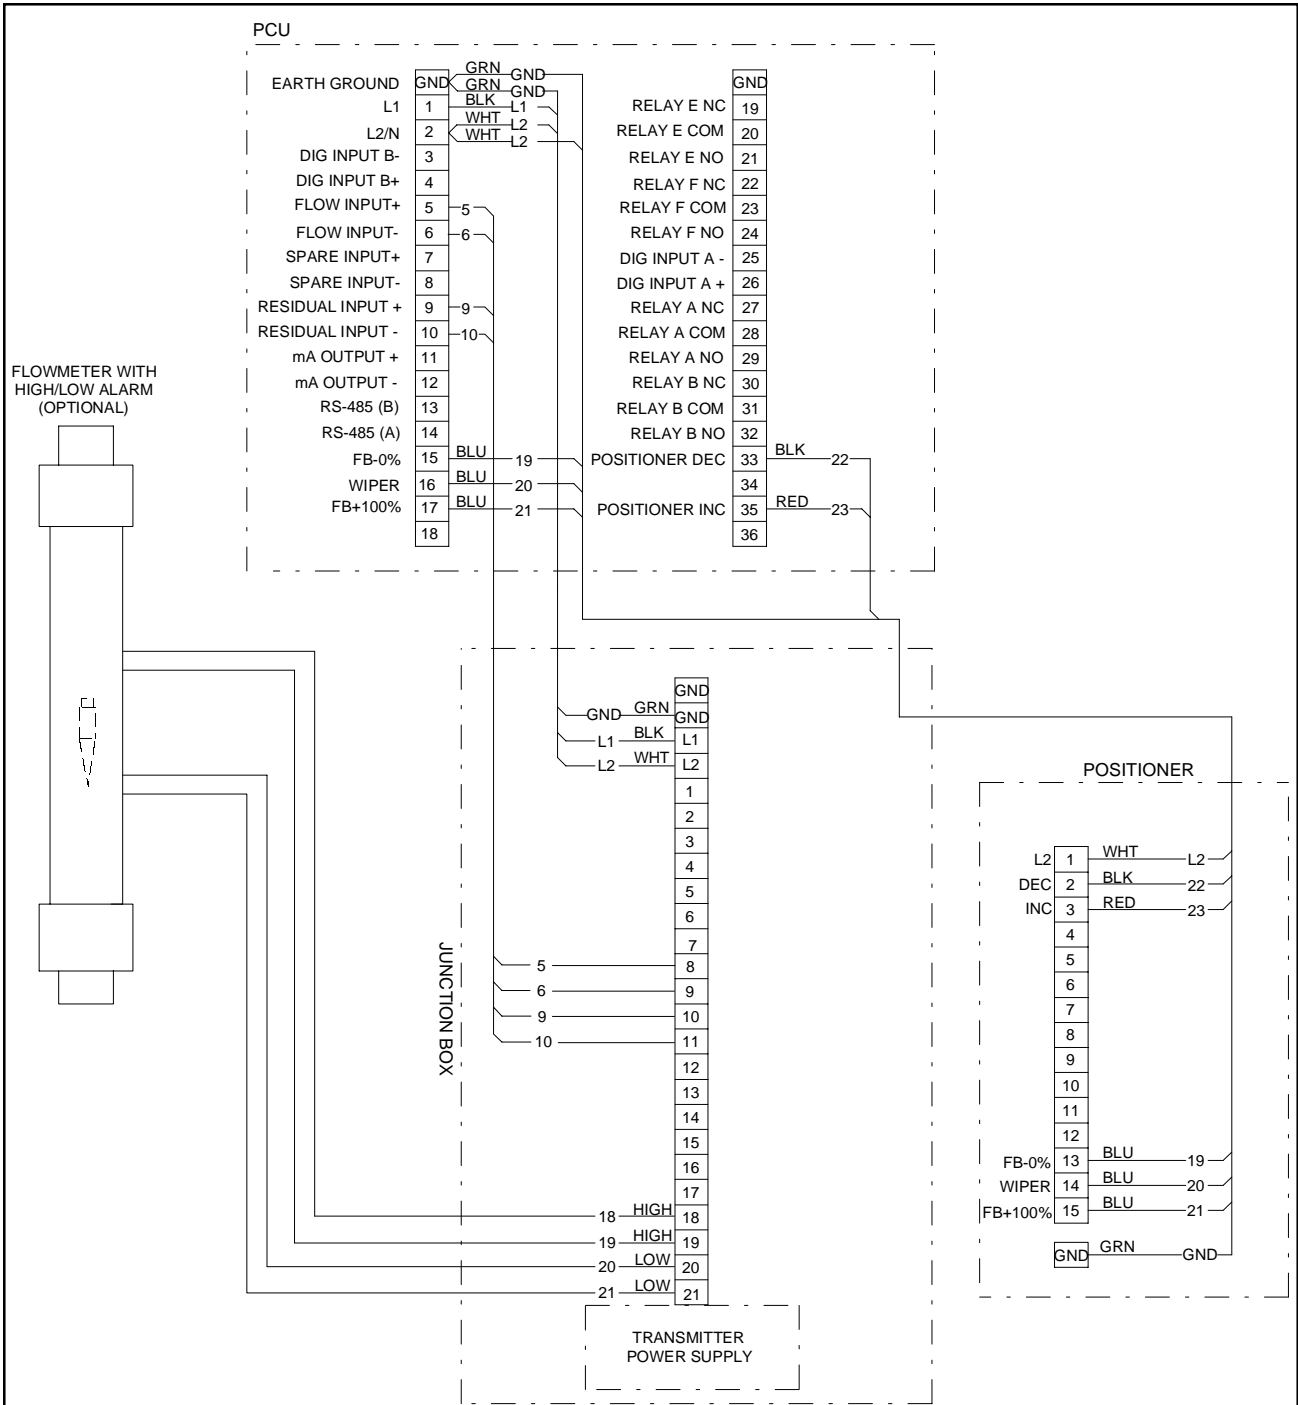 PCU
EARTH GROUND GND GRN GND
GRN GND
L1 1 BLK L1
L2/N 2 WHT L2
WHT L2
DIG INPUT B- 3
DIG INPUT B+ 4
FLOW INPUT+ 5 5
FLOW INPUT- 6 6
SPARE INPUT+ 7
SPARE INPUT- 8
RESIDUAL INPUT + 9 9
RESIDUAL INPUT - 10 10
mA OUTPUT + 11
mA OUTPUT - 12
RS-485 (B) 13
RS-485 (A) 14
FB-0% 15 BLU 19
WIPER 16 BLU 20
FB+100% 17 BLU 21
18
GND
RELAY E NC 19
RELAY E COM 20
RELAY E NO 21
RELAY F NC 22
RELAY F COM 23
RELAY F NO 24
DIG INPUT A - 25
DIG INPUT A + 26
RELAY A NC 27
RELAY A COM 28
RELAY A NO 29
RELAY B NC 30
RELAY B COM 31
RELAY B NO 32
POSITIONER DEC 33 BLK 22
34
POSITIONER INC 35 RED 23
36
FLOWMETER WITH
HIGH/LOW ALARM
(OPTIONAL)
JUNCTION BOX
GND
GND GRN GND
L1 BLK L1
L2 WHT L2
1
2
3
4
5
6
7
5 8
6 9
9 10
10 11
12
13
14
15
16
17
18 HIGH 18
19 HIGH 19
20 LOW 20
21 LOW 21
TRANSMITTER
POWER SUPPLY
POSITIONER
L2 1 WHT L2
DEC 2 BLK 22
INC 3 RED 23
4
5
6
7
8
9
10
11
12
FB-0% 13 BLU 19
WIPER 14 BLU 20
FB+100% 15 BLU 21
GND GRN GND